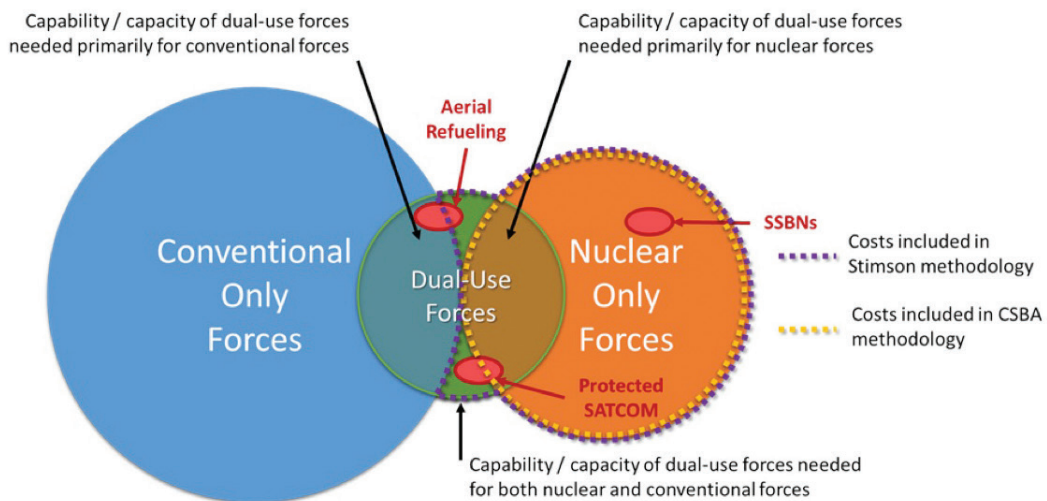 Capability / capacity of dual-use forces
needed primarily for conventional forces
Capability / capacity of dual-use forces
needed primarily for nuclear forces
Aerial
Refueling
SSBNs
Conventional
Only
Forces
Dual-Use
Forces
Nuclear
Only
Forces
Costs included in
Stimson methodology
Costs included in CSBA
methodology
Protected
SATCOM
Capability / capacity of dual-use forces needed
for both nuclear and conventional forces